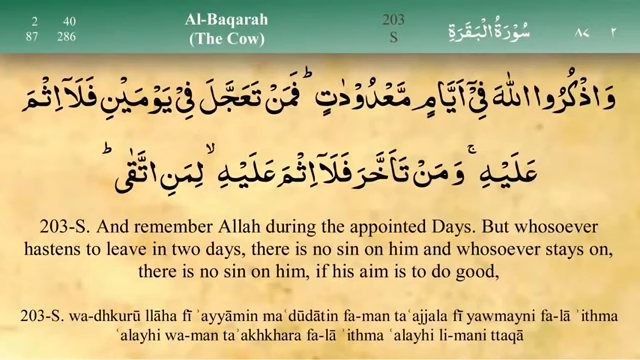 2 40
87 286
Al-Baqarah
(The Cow)
203
S
سُوْرَةُ الْبَقَرَةِ
٨٧ ٢
وَاذْكُرُوا اللّٰهَ فِىْٓ اَيَّامٍ مَّعْدُوْدٰتٍ ؕ فَمَنْ تَعَجَّلَ فِىْ يَوْمَيْنِ فَلَاۤ اِثْمَ
عَلَيْهِ ۚ وَمَنْ تَاَخَّرَ فَلَاۤ اِثْمَ عَلَيْهِ ۙ لِمَنِ اتَّقٰى ؕ
203-S. And remember Allah during the appointed Days. But whosoever
hastens to leave in two days, there is no sin on him and whosoever stays on,
there is no sin on him, if his aim is to do good,
203-S. wa-dhkurū llāha fī ʾayyāmin maʿdūdātin fa-man taʿajjala fī yawmayni fa-lā ʾithma
ʿalayhi wa-man taʾakhkhara fa-lā ʾithma ʿalayhi li-mani ttaqā